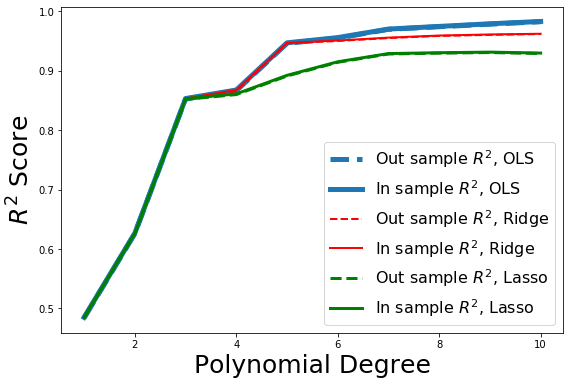 1.0
0.9
0.8
0.7
0.6
0.5
R² Score
2
4
6
8
10
Polynomial Degree
Out sample R², OLS
In sample R², OLS
Out sample R², Ridge
In sample R², Ridge
Out sample R², Lasso
In sample R², Lasso